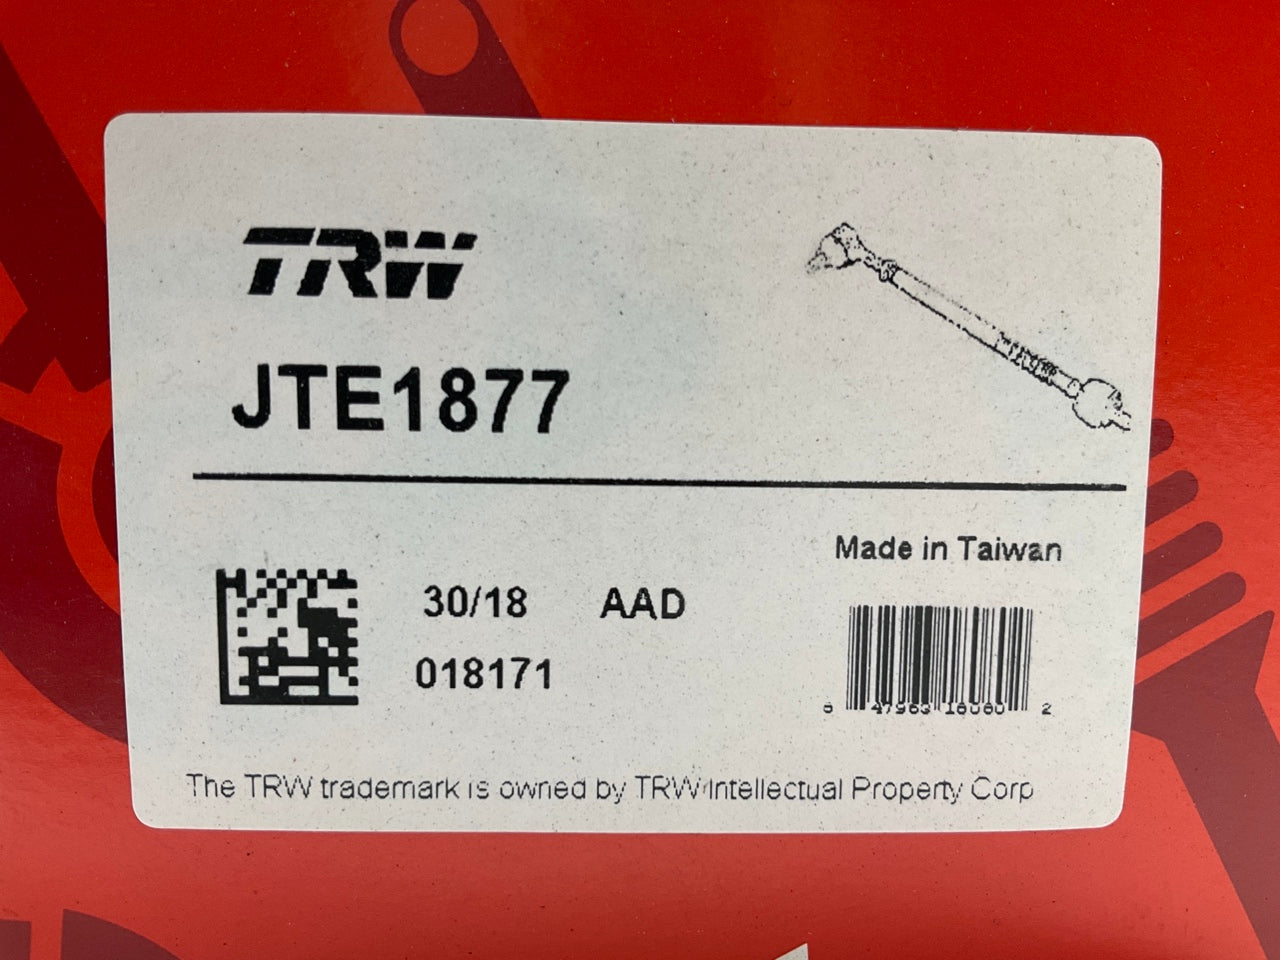 TRW
JTE1877
Made in Taiwan
30/18 AAD
018171
The TRW trademark is owned by TRW Intellectual Property Corp